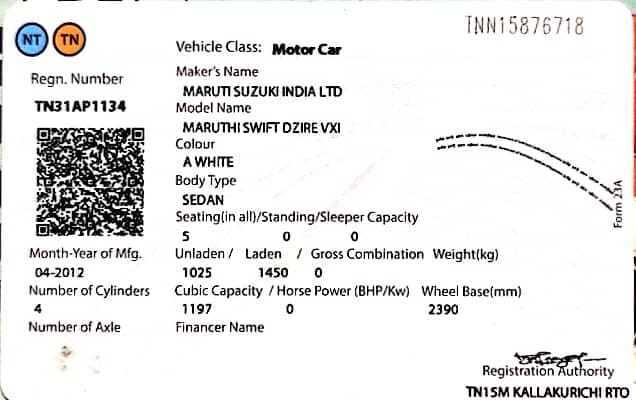 NT TN
TNN15876718
Vehicle Class: Motor Car
Regn. Number
TN31AP1134
Maker's Name
MARUTI SUZUKI INDIA LTD
Model Name
MARUTHI SWIFT DZIRE VXI
Colour
A WHITE
Body Type
SEDAN
Seating(in all)/Standing/Sleeper Capacity
5 0 0
Form 23A
Month-Year of Mfg.
04-2012
Unladen / Laden / Gross Combination Weight(kg)
1025 1450 0
Number of Cylinders
4
Cubic Capacity / Horse Power (BHP/Kw) Wheel Base(mm)
1197 0 2390
Number of Axle
Financer Name
Registration Authority
TN15M KALLAKURICHI RTO